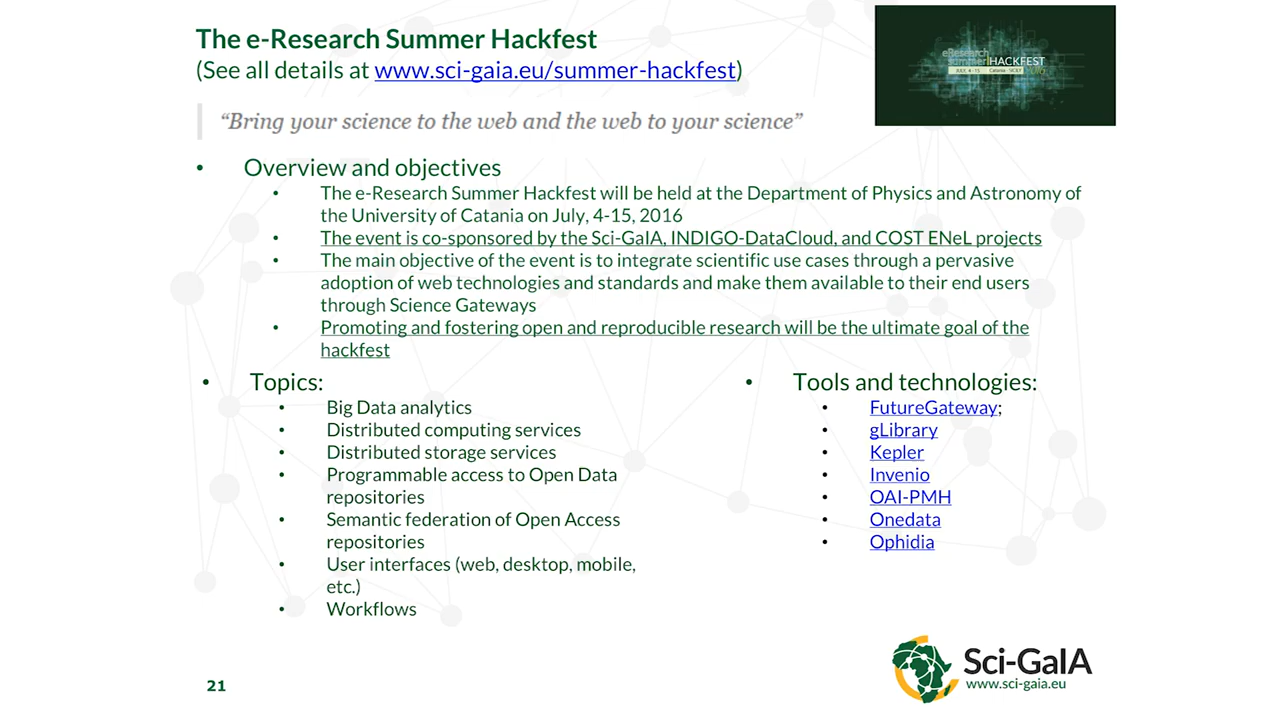 The e-Research Summer Hackfest
(See all details at www.sci-gaia.eu/summer-hackfest)
eResearch
summer HACKFEST
JULY, 4 - 15 Catania - SICILY
“Bring your science to the web and the web to your science”
• Overview and objectives
• The e-Research Summer Hackfest will be held at the Department of Physics and Astronomy of
the University of Catania on July, 4-15, 2016
• The event is co-sponsored by the Sci-GaIA, INDIGO-DataCloud, and COST ENeL projects
• The main objective of the event is to integrate scientific use cases through a pervasive
adoption of web technologies and standards and make them available to their end users
through Science Gateways
• Promoting and fostering open and reproducible research will be the ultimate goal of the
hackfest
• Topics:
• Big Data analytics
• Distributed computing services
• Distributed storage services
• Programmable access to Open Data
repositories
• Semantic federation of Open Access
repositories
• User interfaces (web, desktop, mobile,
etc.)
• Workflows
• Tools and technologies:
• FutureGateway;
• gLibrary
• Kepler
• Invenio
• OAI-PMH
• Onedata
• Ophidia
21
Sci-GaIA
www.sci-gaia.eu